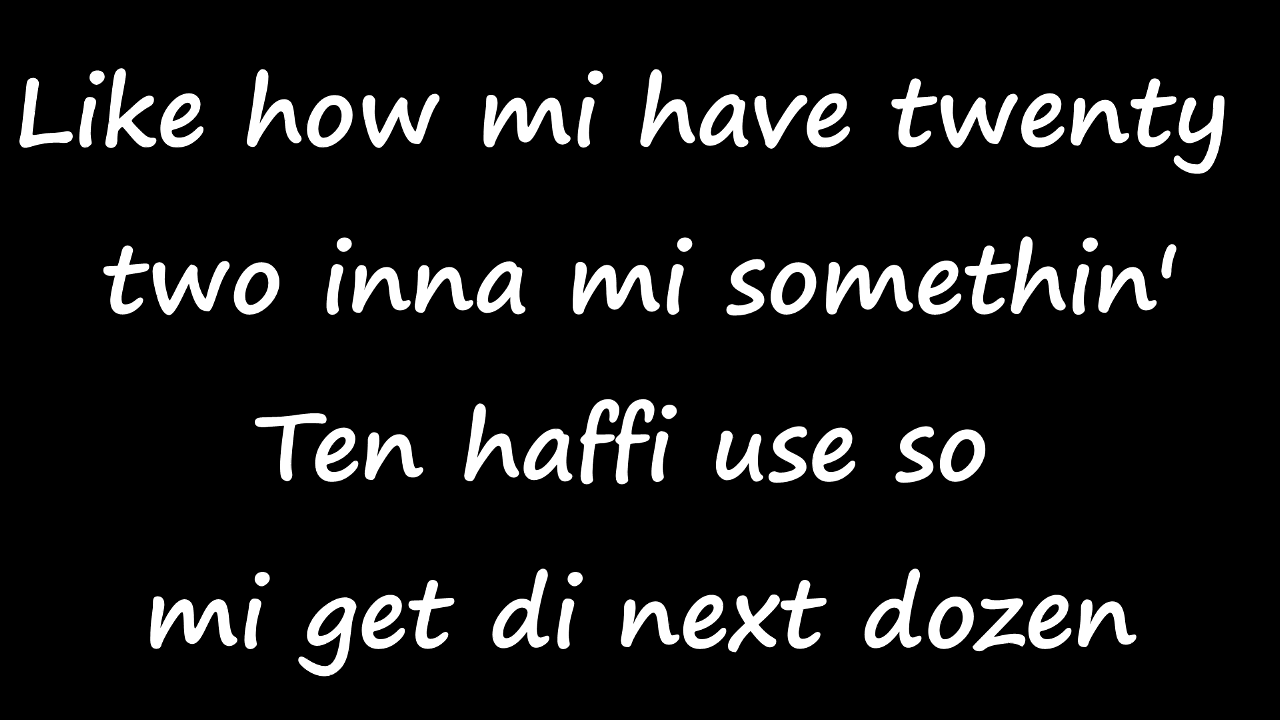 Like how mi have twenty
two inna mi somethin'
Ten haffi use so
mi get di next dozen